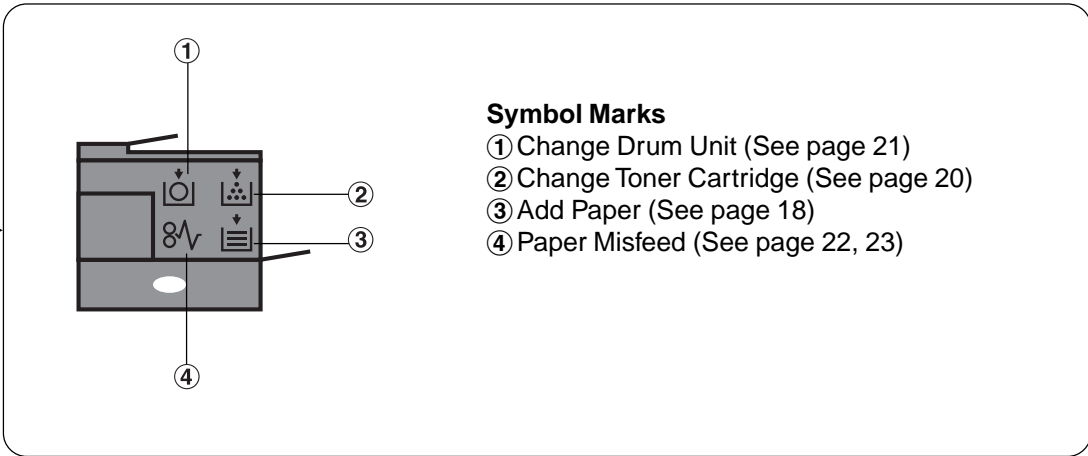 ①
②
③
④
Symbol Marks
① Change Drum Unit (See page 21)
② Change Toner Cartridge (See page 20)
③ Add Paper (See page 18)
④ Paper Misfeed (See page 22, 23)